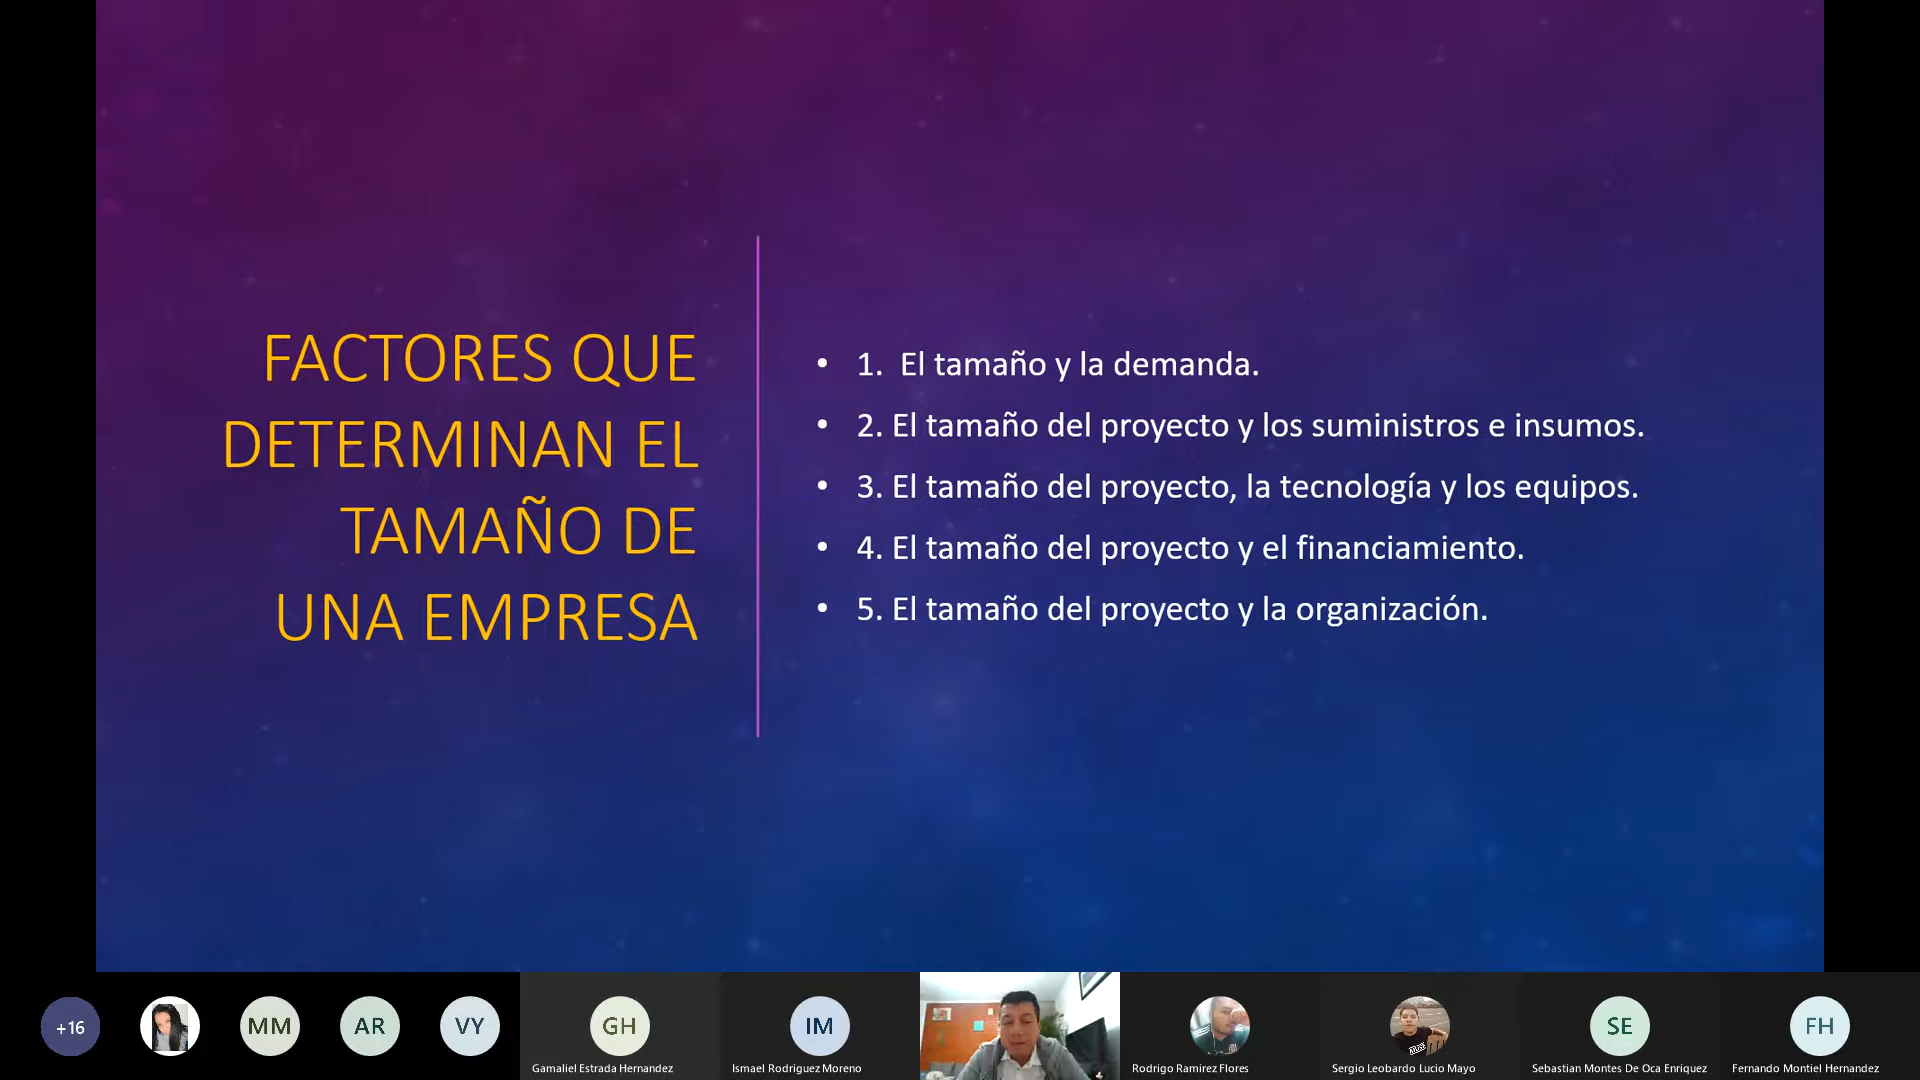 FACTORES QUE
DETERMINAN EL
TAMAÑO DE
UNA EMPRESA
• 1.  El tamaño y la demanda.
• 2. El tamaño del proyecto y los suministros e insumos.
• 3. El tamaño del proyecto, la tecnología y los equipos.
• 4. El tamaño del proyecto y el financiamiento.
• 5. El tamaño del proyecto y la organización.
+16
MM
AR
VY
GH
IM
SE
FH
Gamaliel Estrada Hernandez
Ismael Rodriguez Moreno
Rodrigo Ramirez Flores
Sergio Leobardo Lucio Mayo
Sebastian Montes De Oca Enriquez
Fernando Montiel Hernandez